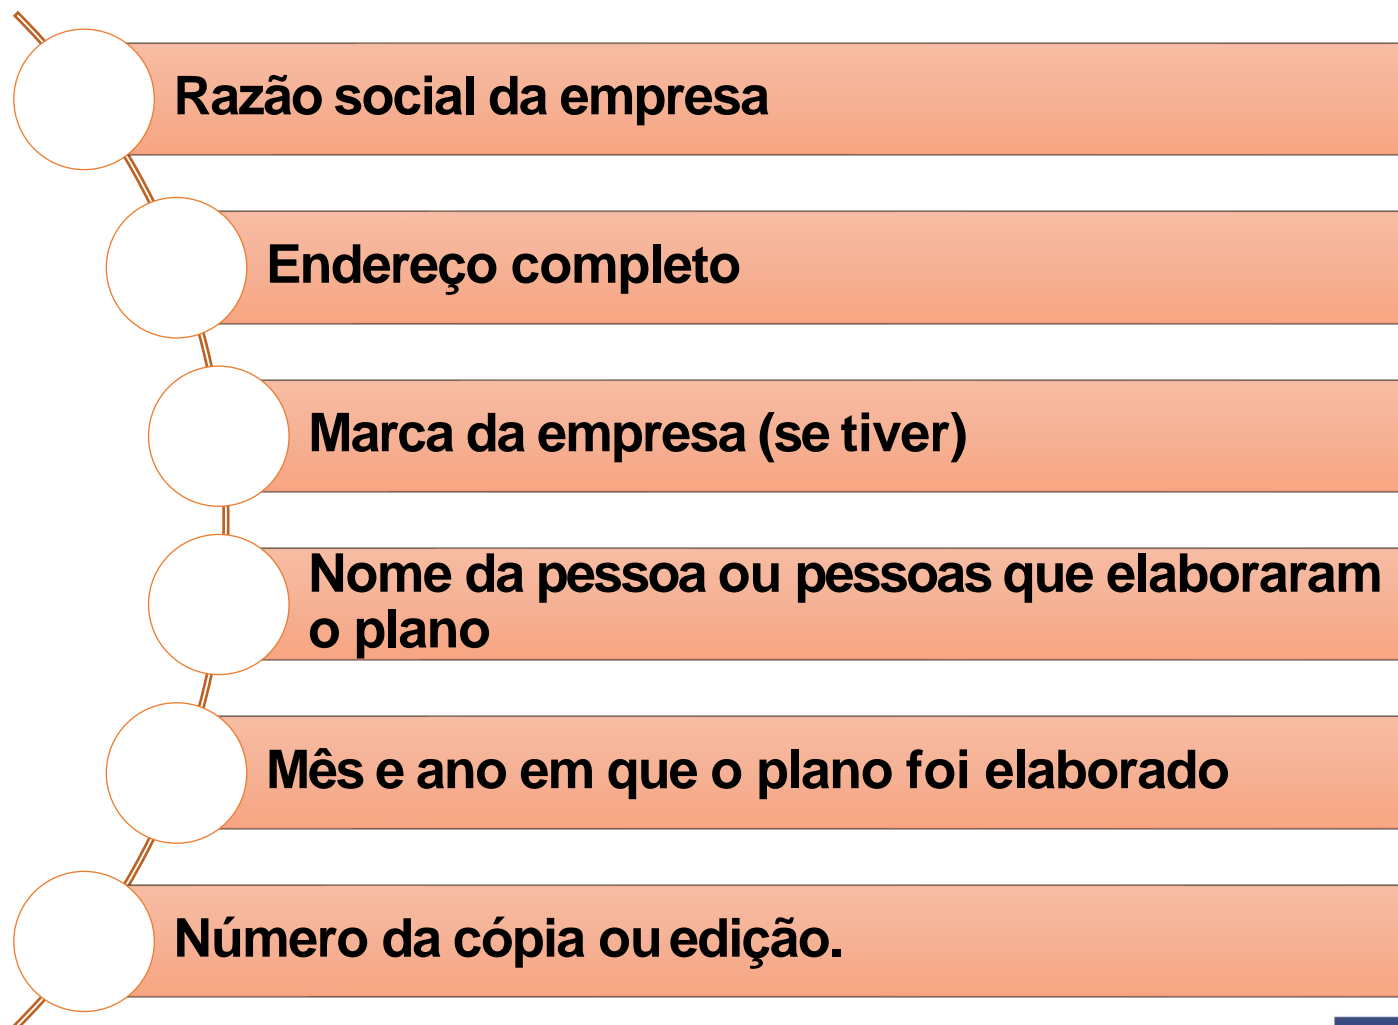 Razão social da empresa
Endereço completo
Marca da empresa (se tiver)
Nome da pessoa ou pessoas que elaboraram
o plano
Mês e ano em que o plano foi elaborado
Número da cópia ou edição.